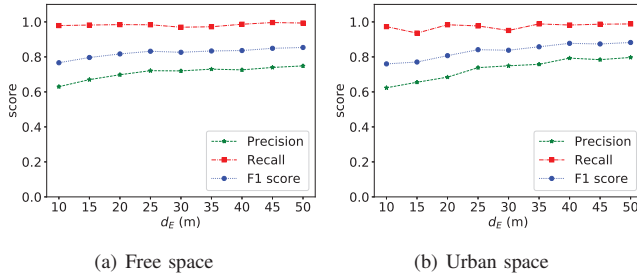 1.0
0.8
0.6
0.4
0.2
0.0
score
Precision
Recall
F1 score
10 15 20 25 30 35 40 45 50
d_E (m)
(a) Free space
1.0
0.8
0.6
0.4
0.2
0.0
score
Precision
Recall
F1 score
10 15 20 25 30 35 40 45 50
d_E (m)
(b) Urban space